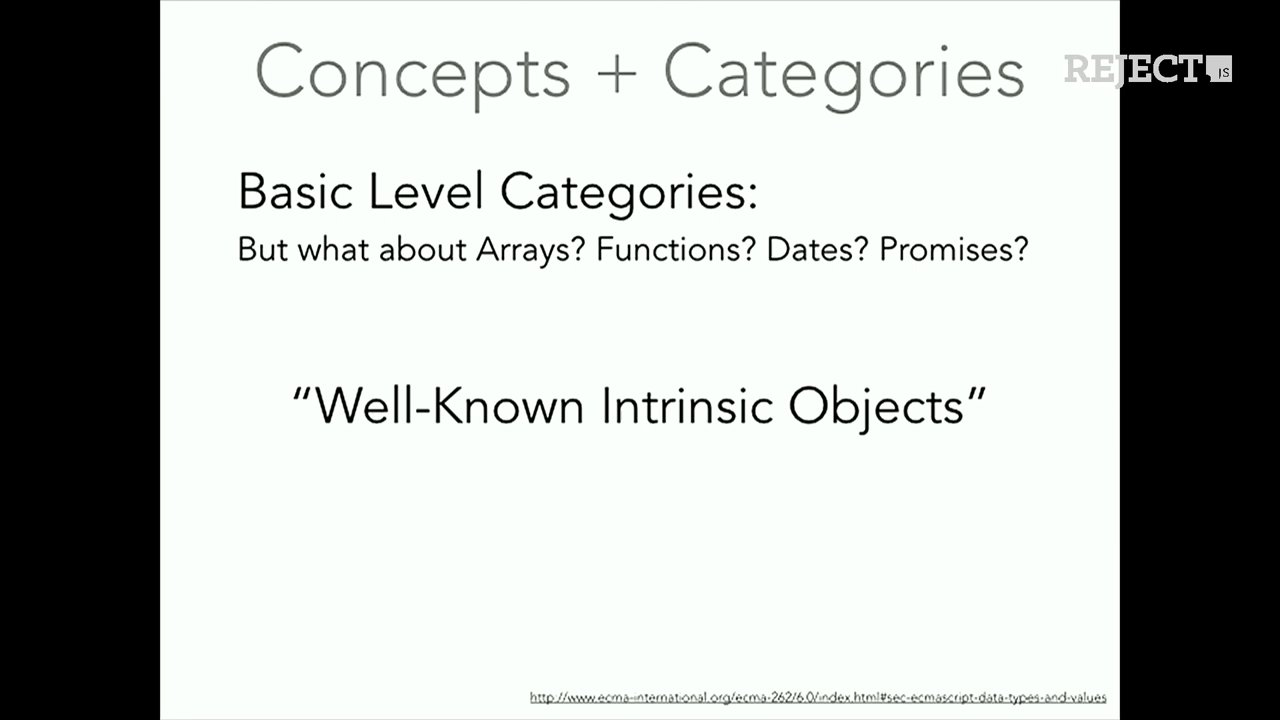 Concepts + Categories
REJECT JS
Basic Level Categories:
But what about Arrays? Functions? Dates? Promises?
“Well-Known Intrinsic Objects”
http://www.ecma-international.org/ecma-262/6.0/index.html#sec-ecmascript-data-types-and-values